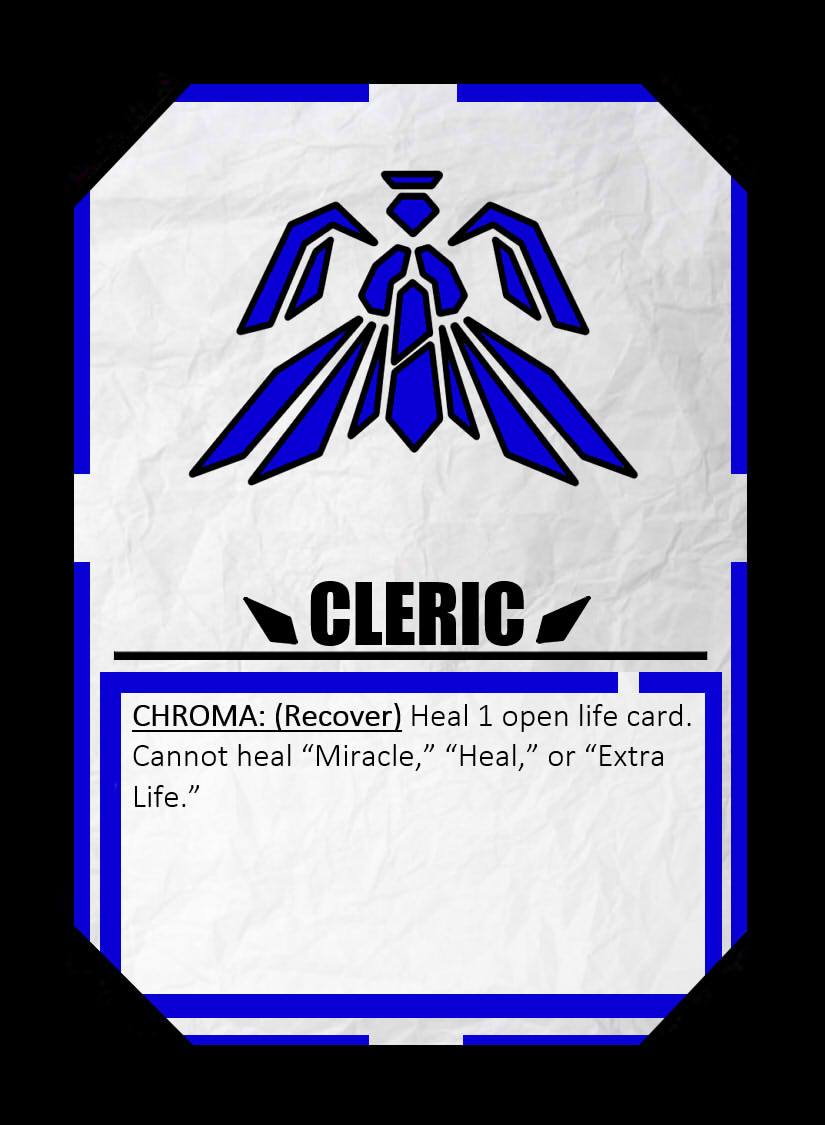 CLERIC
CHROMA: (Recover) Heal 1 open life card.
Cannot heal “Miracle,” “Heal,” or “Extra
Life.”